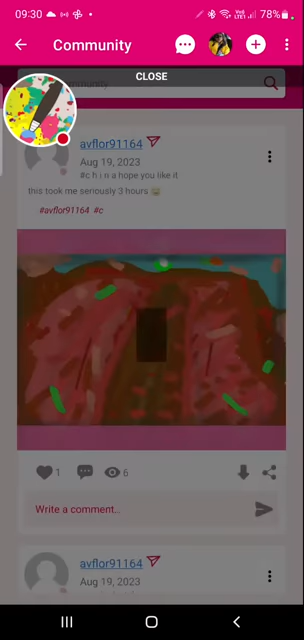 09:30
78%
Community
CLOSE
avflor91164
Aug 19, 2023
#c h i n a hope you like it
this took me seriously 3 hours
#avflor91164 #c
1
6
Write a comment...
avflor91164
Aug 19, 2023